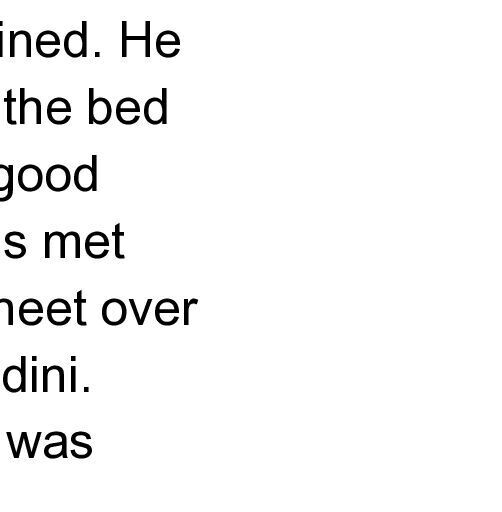 ined. He
the bed
good
s met
heet over
dini.
was